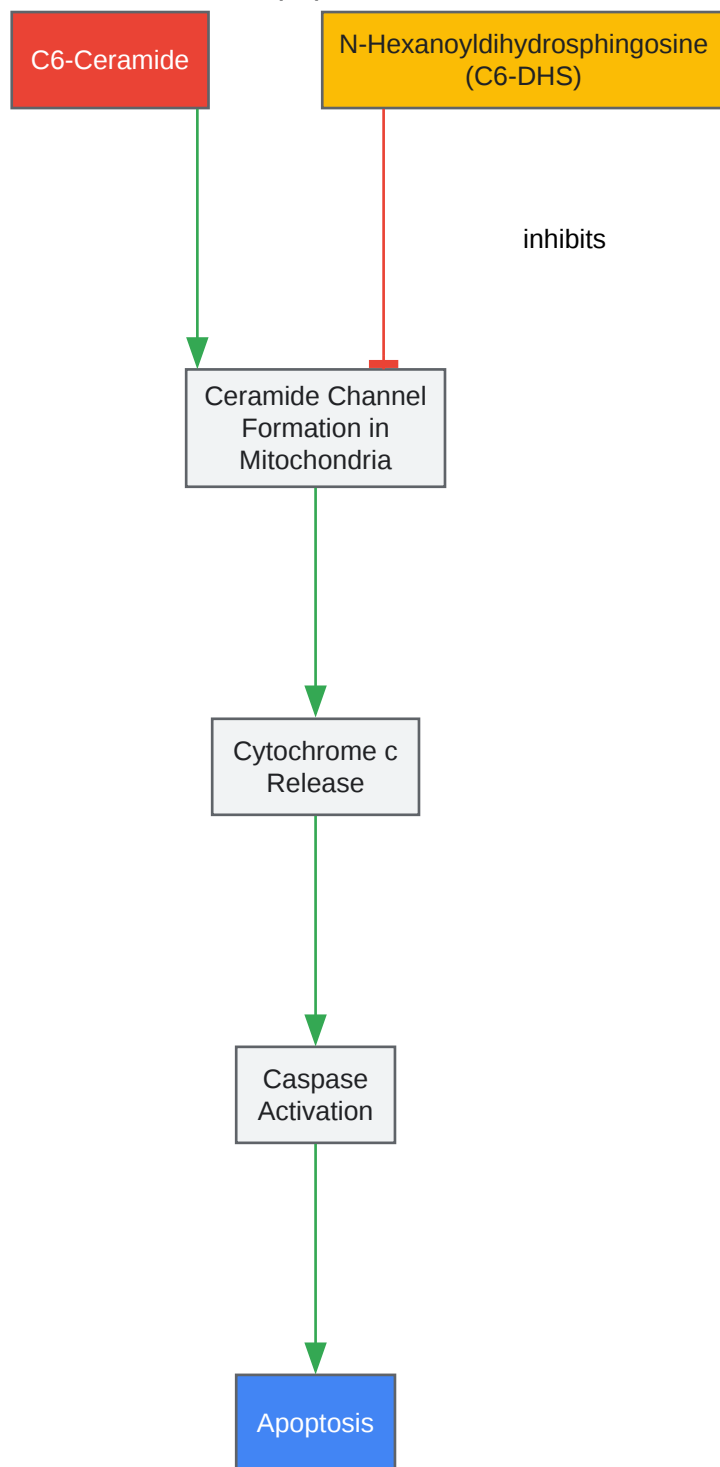 C6-Ceramide
N-Hexanoyldihydrosphingosine
(C6-DHS)
inhibits
Ceramide Channel
Formation in
Mitochondria
Cytochrome c
Release
Caspase
Activation
Apoptosis